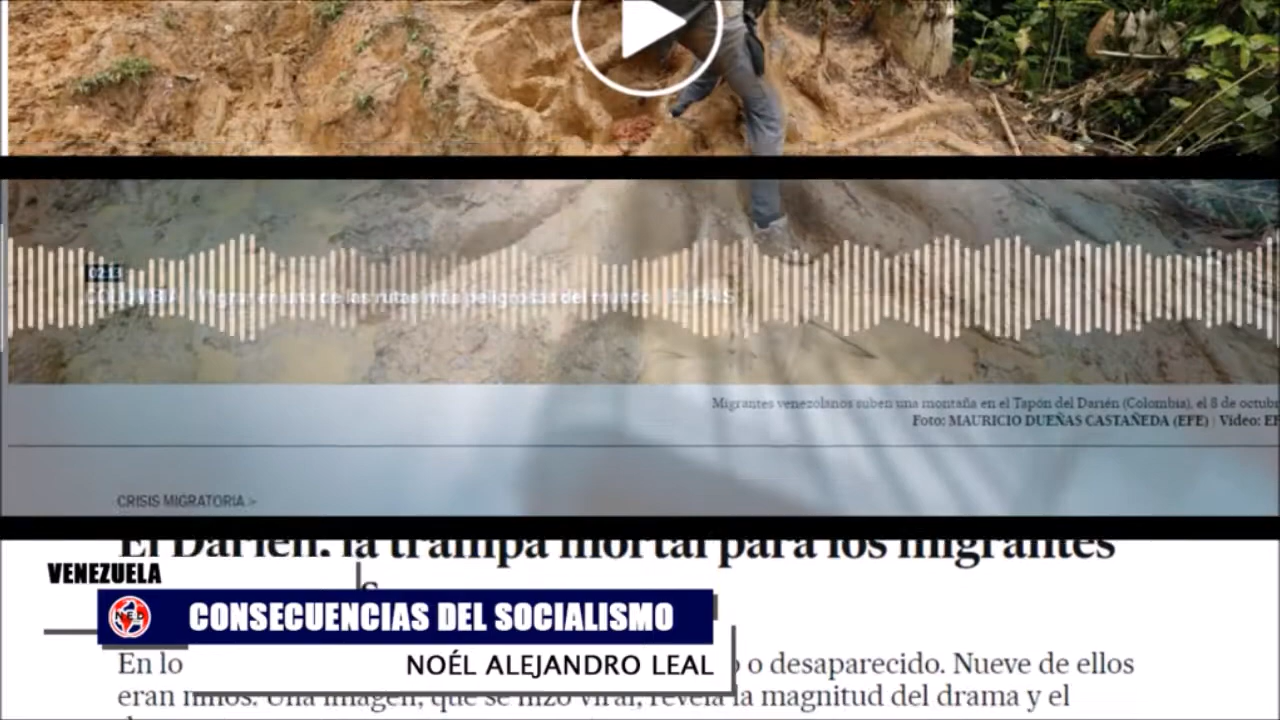 02:13
COLOMBIA | Migrar en una de las rutas más peligrosas del mundo | EL PAÍS
Migrantes venezolanos suben una montaña en el Tapón del Darién (Colombia), el 8 de octub
Foto: MAURICIO DUEÑAS CASTAÑEDA (EFE) | Vídeo: EF
CRISIS MIGRATORIA >
El Darién, la trampa mortal para los migrantes
VENEZUELA
CONSECUENCIAS DEL SOCIALISMO
NOÉL ALEJANDRO LEAL
En lo o desaparecido. Nueve de ellos
eran niños. Una imagen, que se hizo viral, revela la magnitud del drama y el